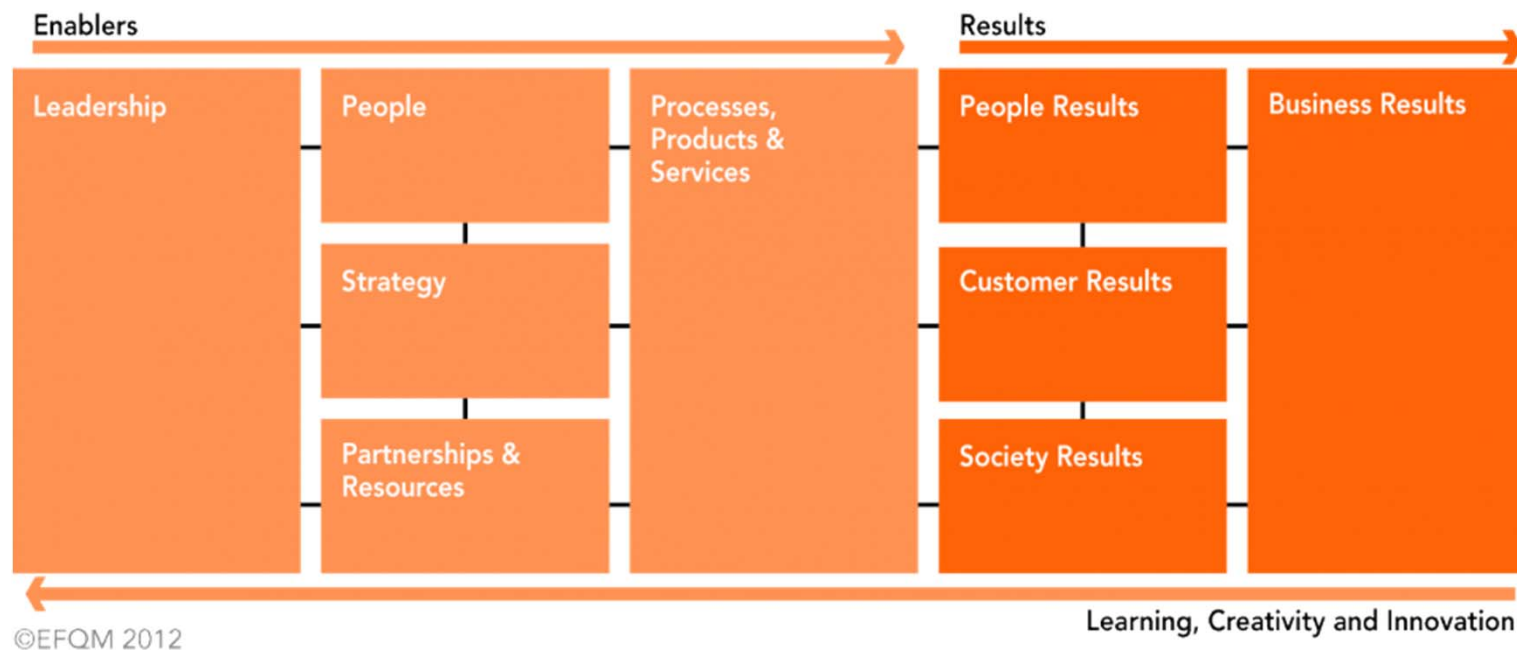 Enablers
Results
Leadership
People
Processes,
Products &
Services
People Results
Business Results
Strategy
Customer Results
Partnerships &
Resources
Society Results
Learning, Creativity and Innovation
©EFQM 2012